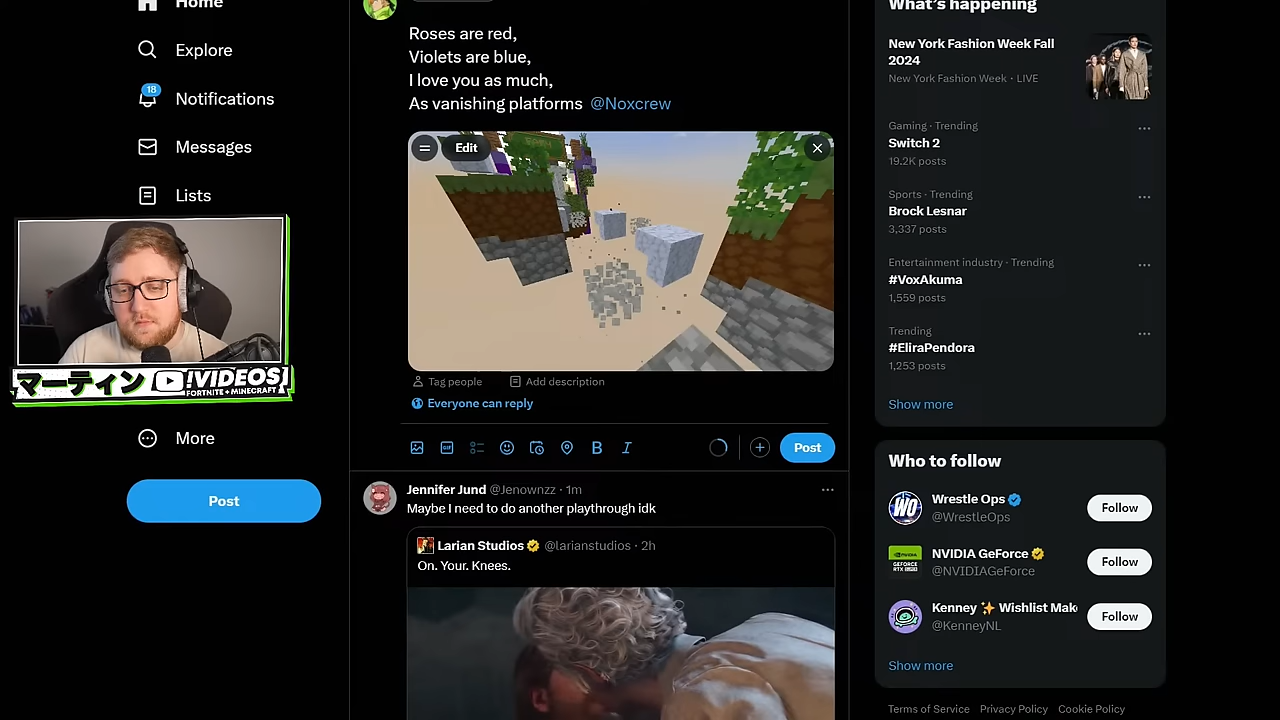 Home
Explore
18
Notifications
Messages
Lists
マーティン
!VIDEOS
FORTNITE + MINECRAFT
More
Post
Roses are red,
Violets are blue,
I love you as much,
As vanishing platforms @Noxcrew
Edit
Tag people
Add description
Everyone can reply
GIF
B
I
Post
Jennifer Jund @Jenownzz · 1m
Maybe I need to do another playthrough idk
Larian Studios @larianstudios · 2h
On. Your. Knees.
What's happening
New York Fashion Week Fall
2024
New York Fashion Week · LIVE
Gaming · Trending
Switch 2
19.2K posts
Sports · Trending
Brock Lesnar
3,337 posts
Entertainment industry · Trending
#VoxAkuma
1,559 posts
Trending
#EliraPendora
1,253 posts
Show more
Who to follow
Wrestle Ops
@WrestleOps
Follow
NVIDIA GeForce
@NVIDIAGeForce
Follow
Kenney ✨ Wishlist Mak
@KenneyNL
Follow
Show more
Terms of Service Privacy Policy Cookie Policy